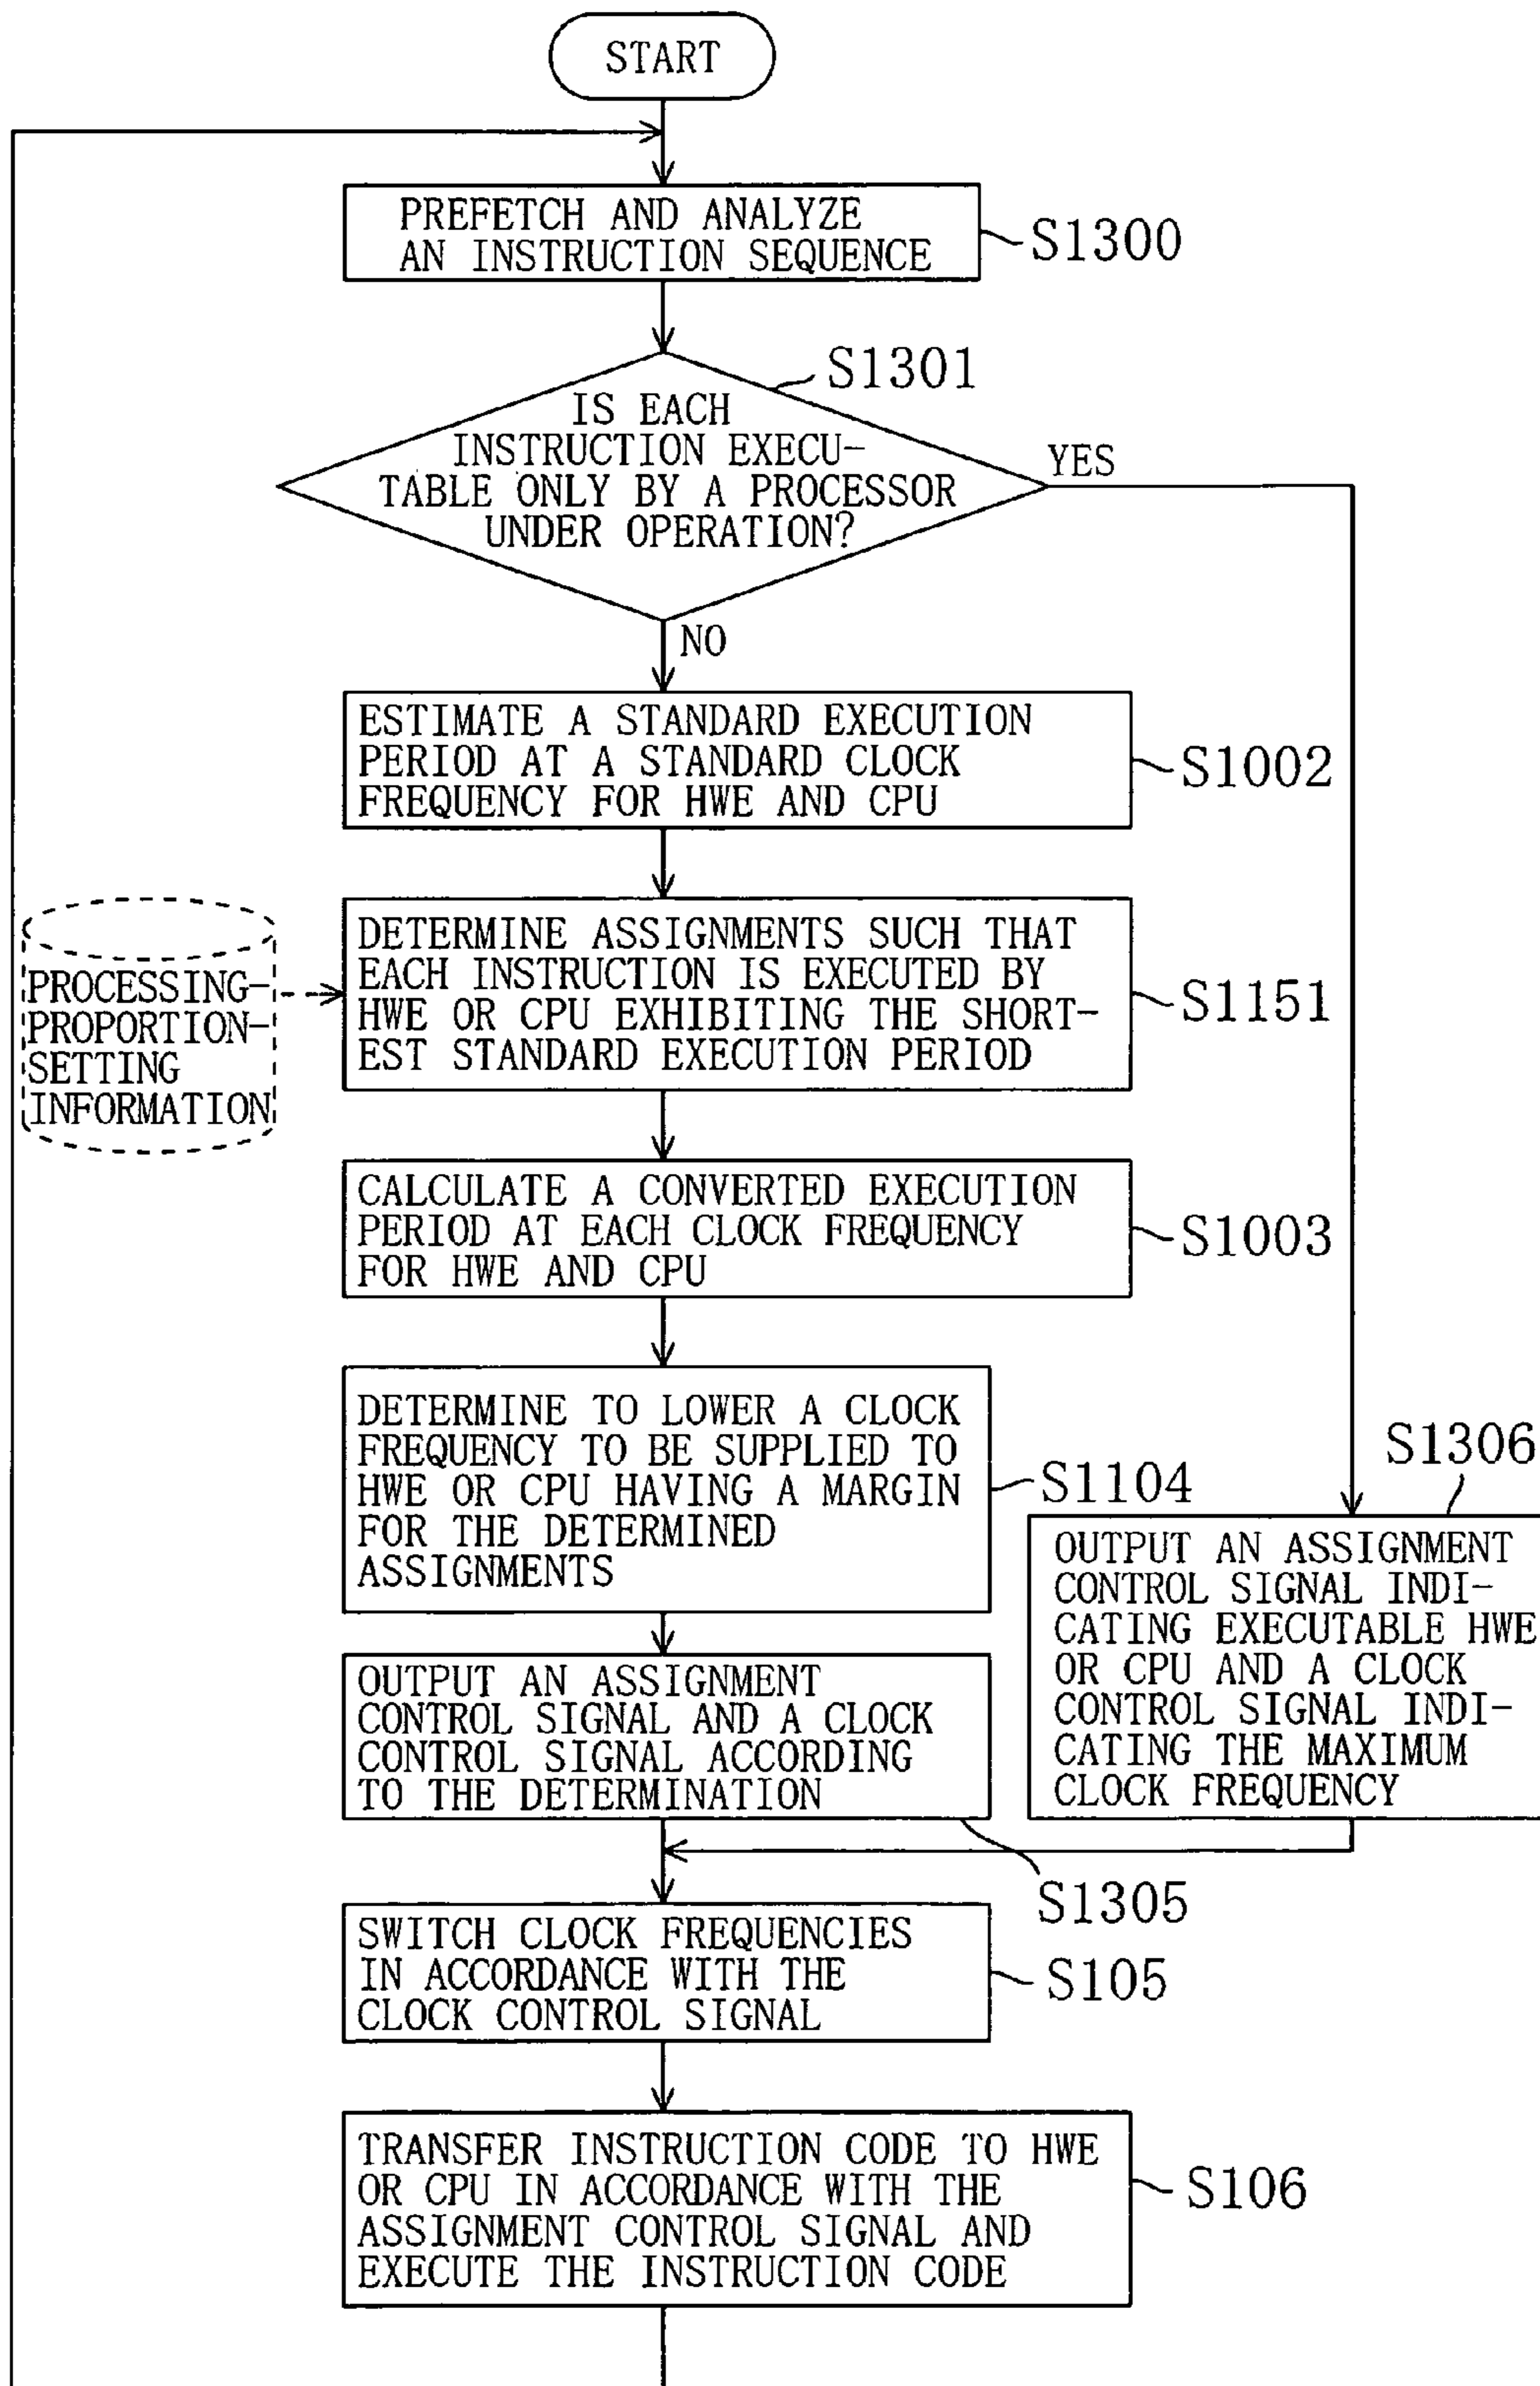 START
PREFETCH AND ANALYZE
AN INSTRUCTION SEQUENCE
S1300
S1301
IS EACH
INSTRUCTION EXECU-
TABLE ONLY BY A PROCESSOR
UNDER OPERATION?
YES
NO
ESTIMATE A STANDARD EXECUTION
PERIOD AT A STANDARD CLOCK
FREQUENCY FOR HWE AND CPU
S1002
PROCESSING-
PROPORTION-
SETTING
INFORMATION
DETERMINE ASSIGNMENTS SUCH THAT
EACH INSTRUCTION IS EXECUTED BY
HWE OR CPU EXHIBITING THE SHORT-
EST STANDARD EXECUTION PERIOD
S1151
CALCULATE A CONVERTED EXECUTION
PERIOD AT EACH CLOCK FREQUENCY
FOR HWE AND CPU
S1003
DETERMINE TO LOWER A CLOCK
FREQUENCY TO BE SUPPLIED TO
HWE OR CPU HAVING A MARGIN
FOR THE DETERMINED
ASSIGNMENTS
S1104
S1306
OUTPUT AN ASSIGNMENT
CONTROL SIGNAL INDI-
CATING EXECUTABLE HWE
OR CPU AND A CLOCK
CONTROL SIGNAL INDI-
CATING THE MAXIMUM
CLOCK FREQUENCY
OUTPUT AN ASSIGNMENT
CONTROL SIGNAL AND A CLOCK
CONTROL SIGNAL ACCORDING
TO THE DETERMINATION
S1305
SWITCH CLOCK FREQUENCIES
IN ACCORDANCE WITH THE
CLOCK CONTROL SIGNAL
S105
TRANSFER INSTRUCTION CODE TO HWE
OR CPU IN ACCORDANCE WITH THE
ASSIGNMENT CONTROL SIGNAL AND
EXECUTE THE INSTRUCTION CODE
S106